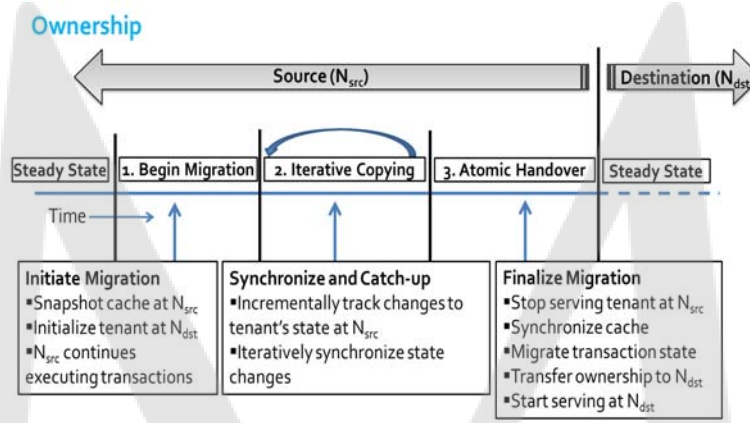 Ownership
Source (Nsrc)
Destination (Ndst
Steady State
1. Begin Migration
2. Iterative Copying
3. Atomic Handover
Steady State
Time
Initiate Migration
▪Snapshot cache at Nsrc
▪Initialize tenant at Ndst
▪Nsrc continues
executing transactions
Synchronize and Catch-up
▪Incrementally track changes to
tenant's state at Nsrc
▪Iteratively synchronize state
changes
Finalize Migration
▪Stop serving tenant at Nsrc
▪Synchronize cache
▪Migrate transaction state
▪Transfer ownership to Ndst
▪Start serving at Ndst